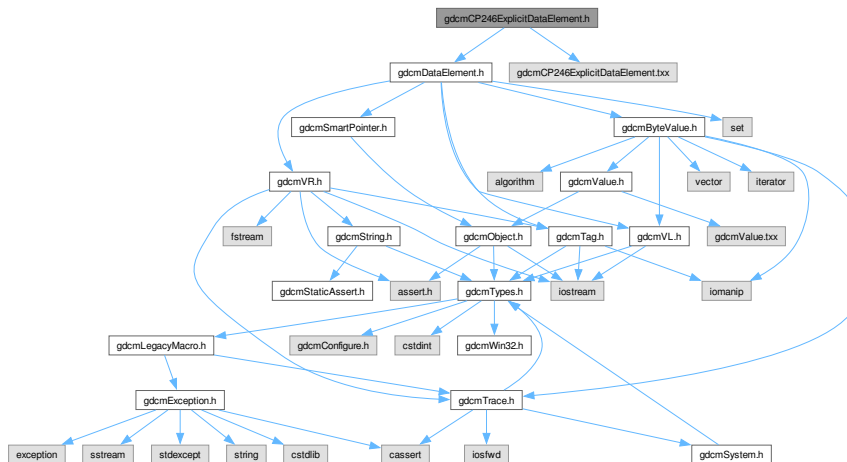 gdcmCP246ExplicitDataElement.h
gdcmDataElement.h
gdcmCP246ExplicitDataElement.txx
gdcmSmartPointer.h
gdcmByteValue.h
set
gdcmVR.h
algorithm
gdcmValue.h
vector
iterator
fstream
gdcmString.h
gdcmObject.h
gdcmTag.h
gdcmVL.h
gdcmValue.txx
gdcmStaticAssert.h
assert.h
gdcmTypes.h
iostream
iomanip
gdcmLegacyMacro.h
gdcmConfigure.h
cstdint
gdcmWin32.h
gdcmException.h
gdcmTrace.h
exception
sstream
stdexcept
string
cstdlib
cassert
iosfwd
gdcmSystem.h